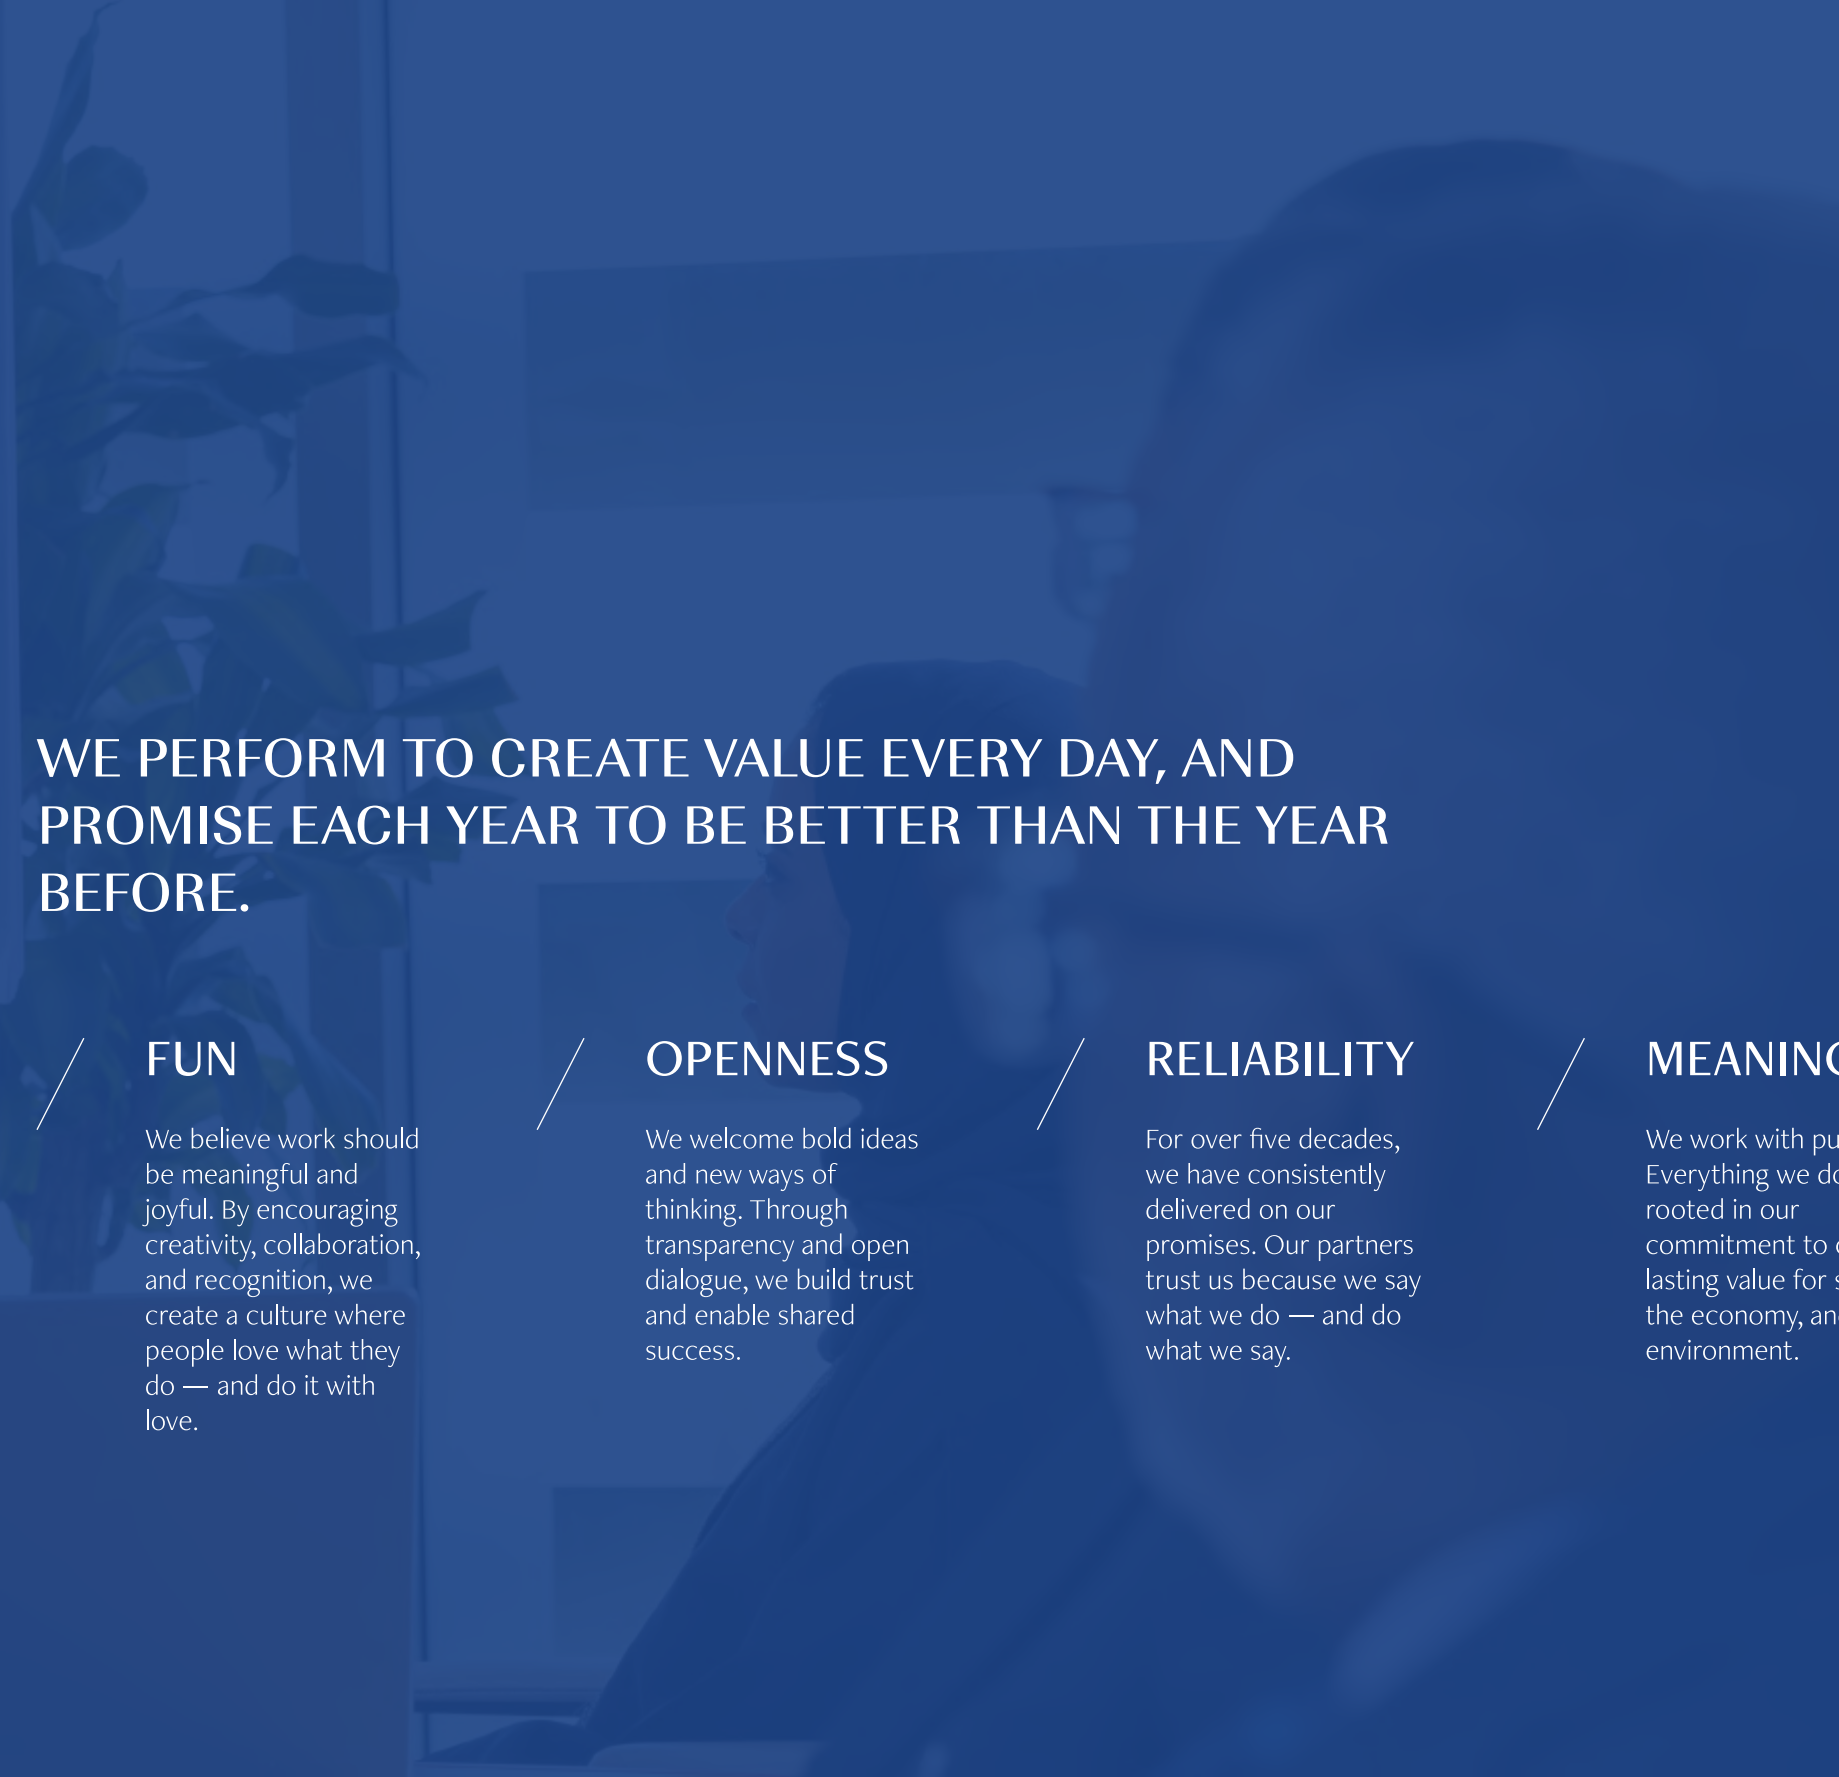 WE PERFORM TO CREATE VALUE EVERY DAY, AND
PROMISE EACH YEAR TO BE BETTER THAN THE YEAR
BEFORE.
FUN
We believe work should
be meaningful and
joyful. By encouraging
creativity, collaboration,
and recognition, we
create a culture where
people love what they
do — and do it with
love.
OPENNESS
We welcome bold ideas
and new ways of
thinking. Through
transparency and open
dialogue, we build trust
and enable shared
success.
RELIABILITY
For over five decades,
we have consistently
delivered on our
promises. Our partners
trust us because we say
what we do — and do
what we say.
We work with
Everything we
rooted in our
commitment to
lasting value for
the economy,
environment.